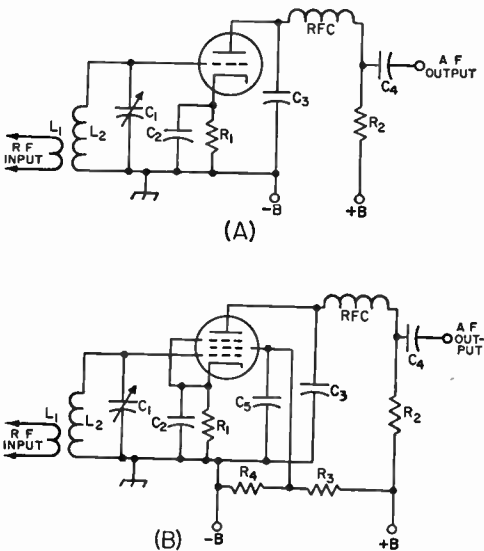 RFC
A F
OUTPUT
C4
C3
C1
L1
L2
C2
R1
R2
R F
INPUT
-B
+B
(A)
RFC
A F
OUT-
PUT
C4
C3
C1
L1
L2
C2
R1
C5
R2
R F
INPUT
R4
R3
-B
+B
(B)